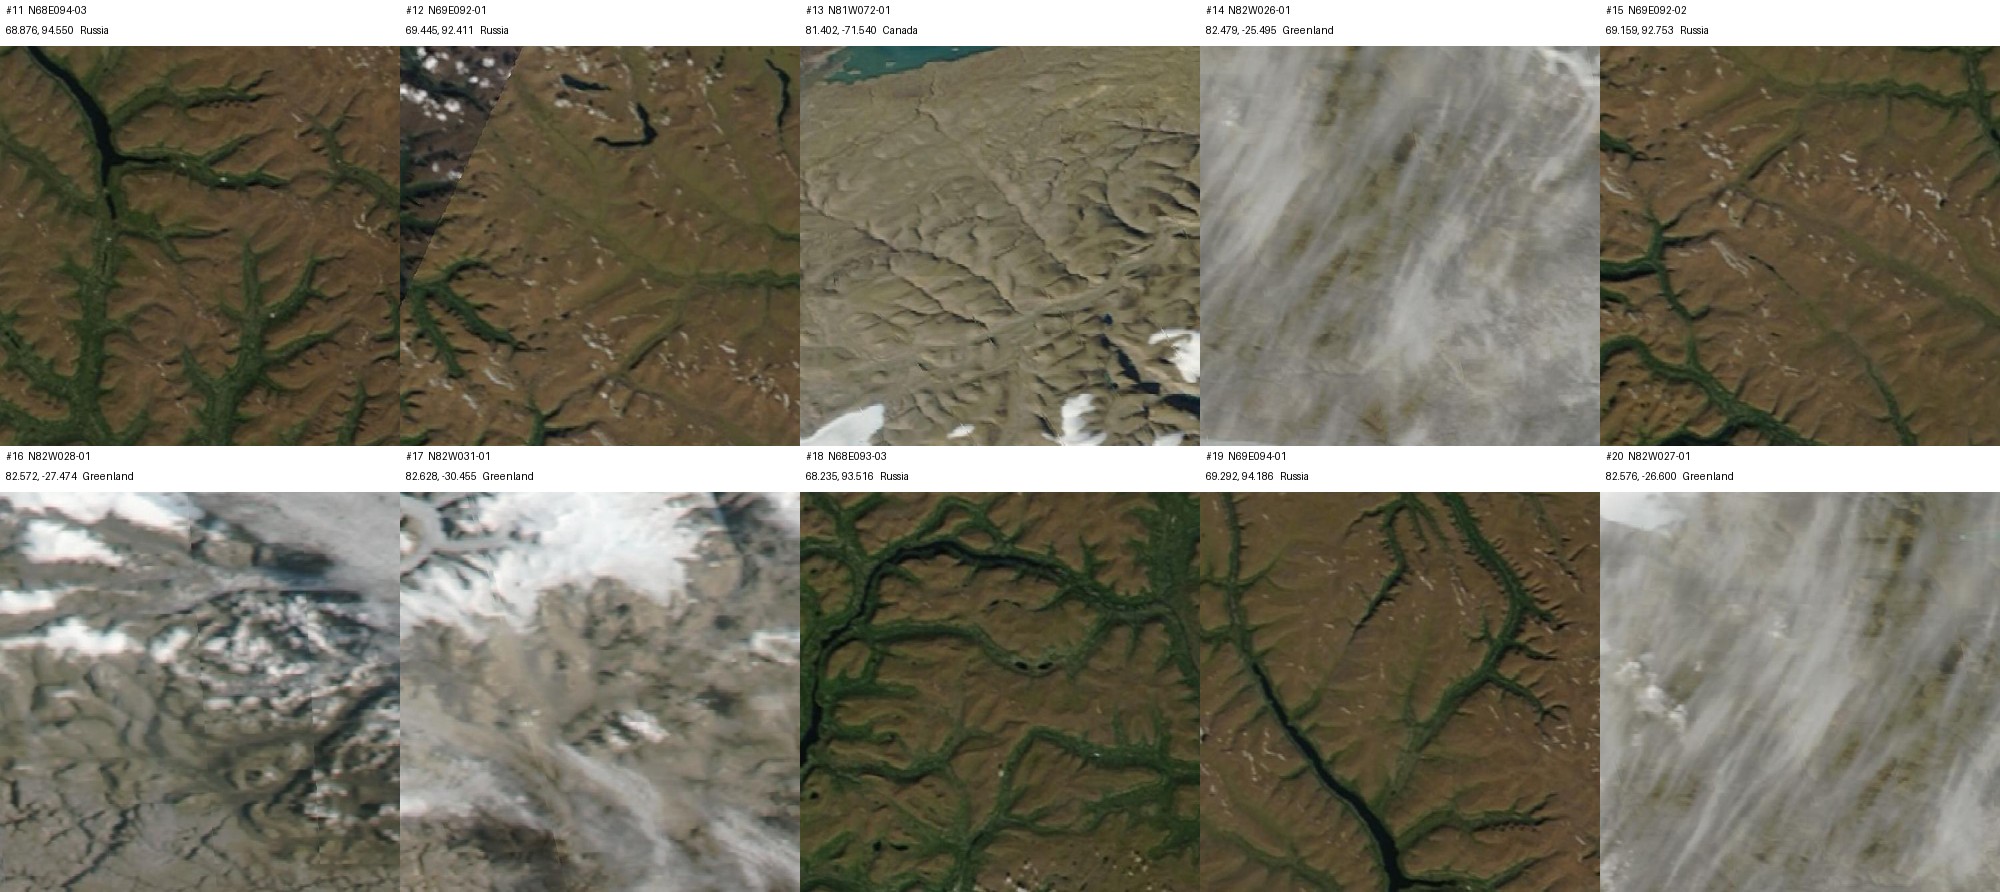 #11 N68E094-03
68.876, 94.550 Russia
#12 N69E092-01
69.445, 92.411 Russia
#13 N81W072-01
81.402, -71.540 Canada
#14 N82W026-01
82.479, -25.495 Greenland
#15 N69E092-02
69.159, 92.753 Russia
#16 N82W028-01
82.572, -27.474 Greenland
#17 N82W031-01
82.628, -30.455 Greenland
#18 N68E093-03
68.235, 93.516 Russia
#19 N69E094-01
69.292, 94.186 Russia
#20 N82W027-01
82.576, -26.600 Greenland